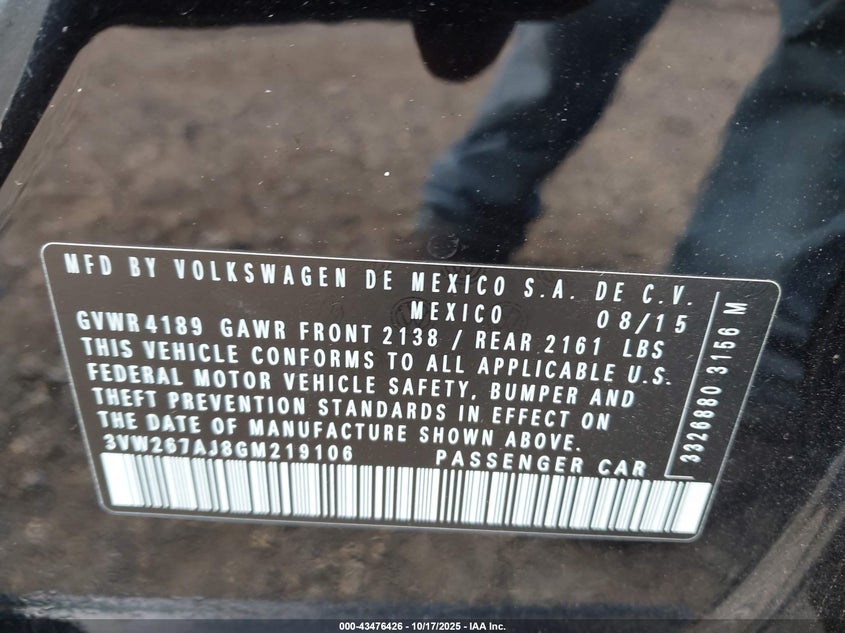 MFD BY VOLKSWAGEN DE MEXICO S.A. DE C.V.
MEXICO 08/15
GVWR 4189 GAWR FRONT 2138 / REAR 2161 LBS
THIS VEHICLE CONFORMS TO ALL APPLICABLE U.S.
FEDERAL MOTOR VEHICLE SAFETY, BUMPER AND
THEFT PREVENTION STANDARDS IN EFFECT ON
THE DATE OF MANUFACTURE SHOWN ABOVE.
3VW267AJ8GM219106 PASSENGER CAR
3326880 3156 M
000-43476426 - 10/17/2025 - IAA Inc.